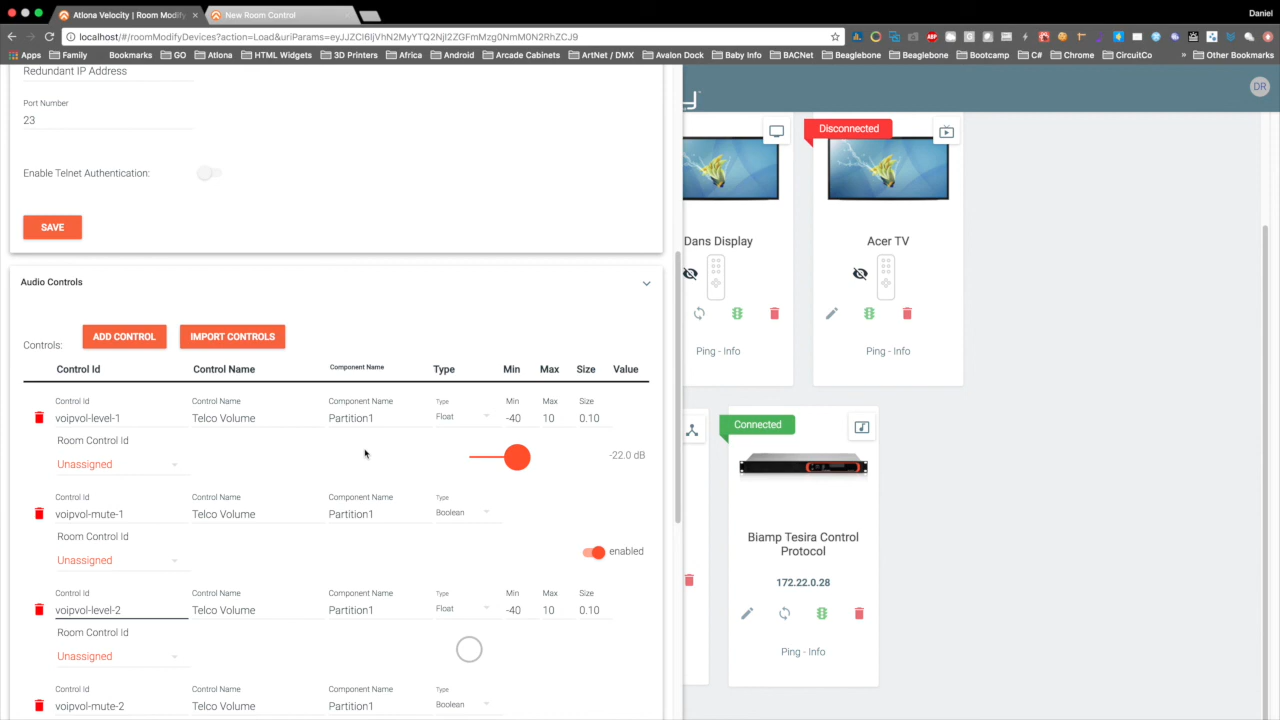 Atlona Velocity | Room Modify
New Room Control
Daniel
localhost/#/roomModifyDevices?action=Load&uriParams=
Apps Family Bookmarks GO Atlona HTML Widgets 3D Printers Africa Android Arcade Cabinets ArtNet / DMX Avalon Dock Baby Info BACNet Beaglebone Beaglebone Bootcamp C# Chrome CircuitCo » Other Bookmarks
Redundant IP Address
Port Number
23
Enable Telnet Authentication:
SAVE
Audio Controls
Controls:
ADD CONTROL
IMPORT CONTROLS
Control Id Control Name Component Name Type Min Max Size Value
Control Id Control Name Component Name Type Min Max Size
voipvol-level-1 Telco Volume Partition1 Float -40 10 0.10
Room Control Id
Unassigned
-22.0 dB
Control Id Control Name Component Name Type
voipvol-mute-1 Telco Volume Partition1 Boolean
Room Control Id
Unassigned
enabled
Control Id Control Name Component Name Type Min Max Size
voipvol-level-2 Telco Volume Partition1 Float -40 10 0.10
Room Control Id
Unassigned
Control Id Control Name Component Name Type
voipvol-mute-2 Telco Volume Partition1 Boolean
DR
Dans Display
Ping - Info
Disconnected
Acer TV
Ping - Info
Connected
Biamp Tesira Control
Protocol
172.22.0.28
Ping - Info